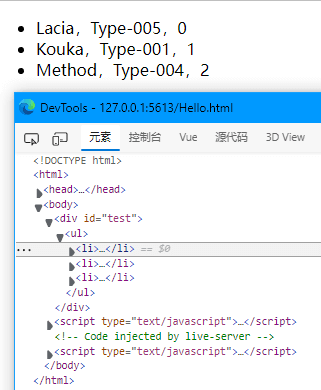 Lacia，Type-005，0
Kouka，Type-001，1
Method，Type-004，2
DevTools - 127.0.0.1:5613/Hello.html
元素 控制台 Vue 源代码 3D View
<!DOCTYPE html>
<html>
<head>…</head>
<body>
<div id="test">
<ul>
... <li>…</li> == $0
<li>…</li>
<li>…</li>
</ul>
</div>
<script type="text/javascript">…</script>
<!-- Code injected by live-server -->
<script type="text/javascript">…</script>
</body>
</html>